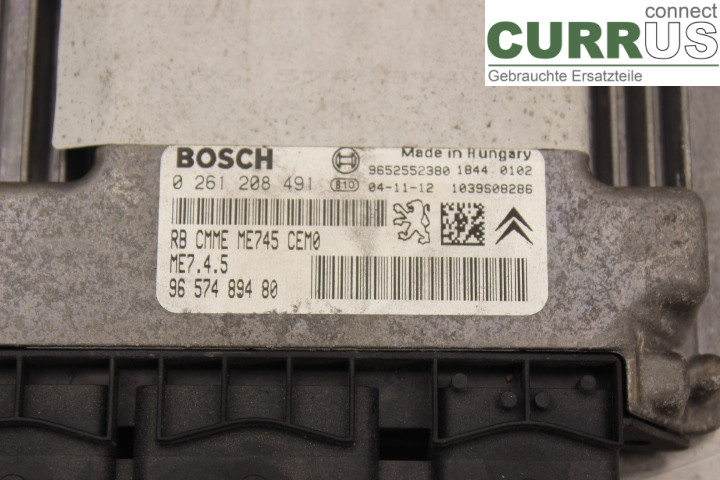 connect
CURRUS
Gebrauchte Ersatzteile
BOSCH
Made in Hungary
9652552380 1844 0102
0 261 208 491
810
04-11-12 1039S08286
RB CMME ME745 CEM0
ME7.4.5
96 574 894 80